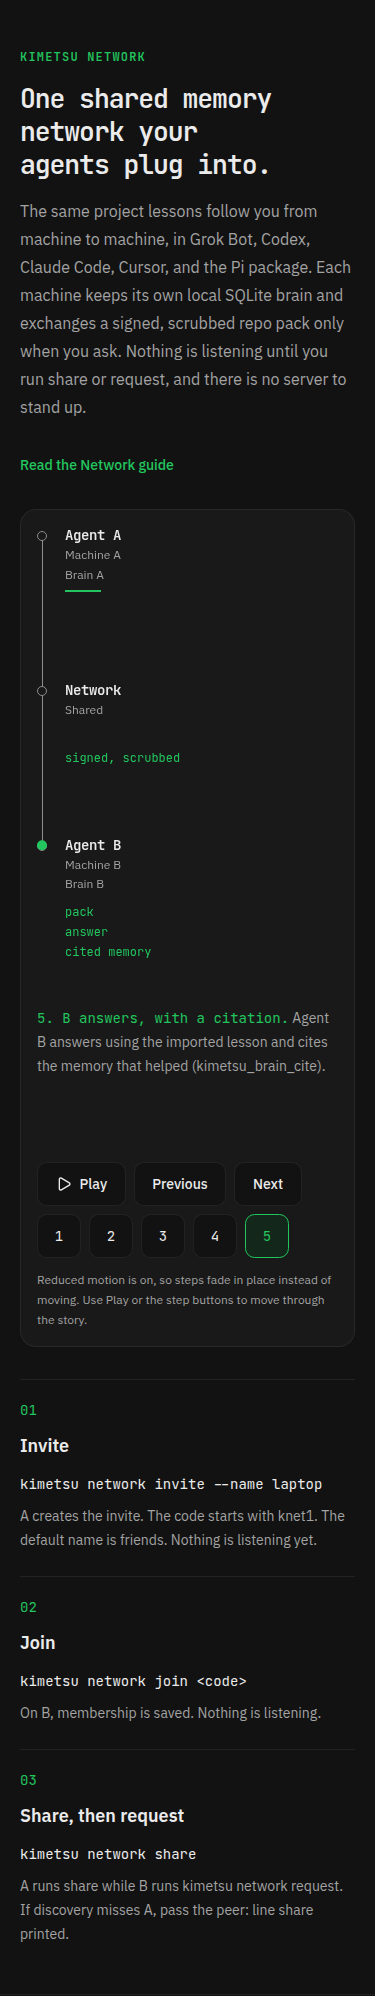 KIMETSU NETWORK
One shared memory
network your
agents plug into.
The same project lessons follow you from
machine to machine, in Grok Bot, Codex,
Claude Code, Cursor, and the Pi package. Each
machine keeps its own local SQLite brain and
exchanges a signed, scrubbed repo pack only
when you ask. Nothing is listening until you
run share or request, and there is no server to
stand up.
Read the Network guide
Agent A
Machine A
Brain A
Network
Shared
signed, scrubbed
Agent B
Machine B
Brain B
pack
answer
cited memory
5. B answers, with a citation. Agent
B answers using the imported lesson and cites
the memory that helped (kimetsu_brain_cite).
Play Previous Next
1 2 3 4 5
Reduced motion is on, so steps fade in place instead of
moving. Use Play or the step buttons to move through
the story.
01
Invite
kimetsu network invite --name laptop
A creates the invite. The code starts with knet1. The
default name is friends. Nothing is listening yet.
02
Join
kimetsu network join <code>
On B, membership is saved. Nothing is listening.
03
Share, then request
kimetsu network share
A runs share while B runs kimetsu network request.
If discovery misses A, pass the peer: line share
printed.